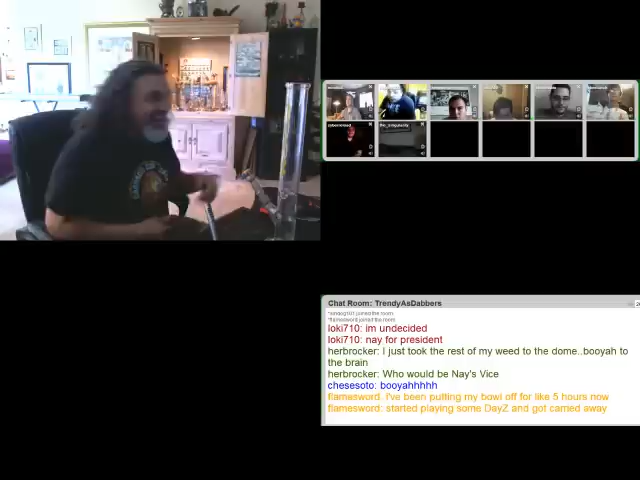 Chat Room: TrendyAsDabbers
loki710: im undecided
loki710: nay for president
herbrocker: I just took the rest of my weed to the dome..booyah to
the brain
herbrocker: Who would be Nay's Vice
chesesoto: booyahhhhh
flamesword: I've been putting my bowl off for like 5 hours now
flamesword: started playing some DayZ and got carried away